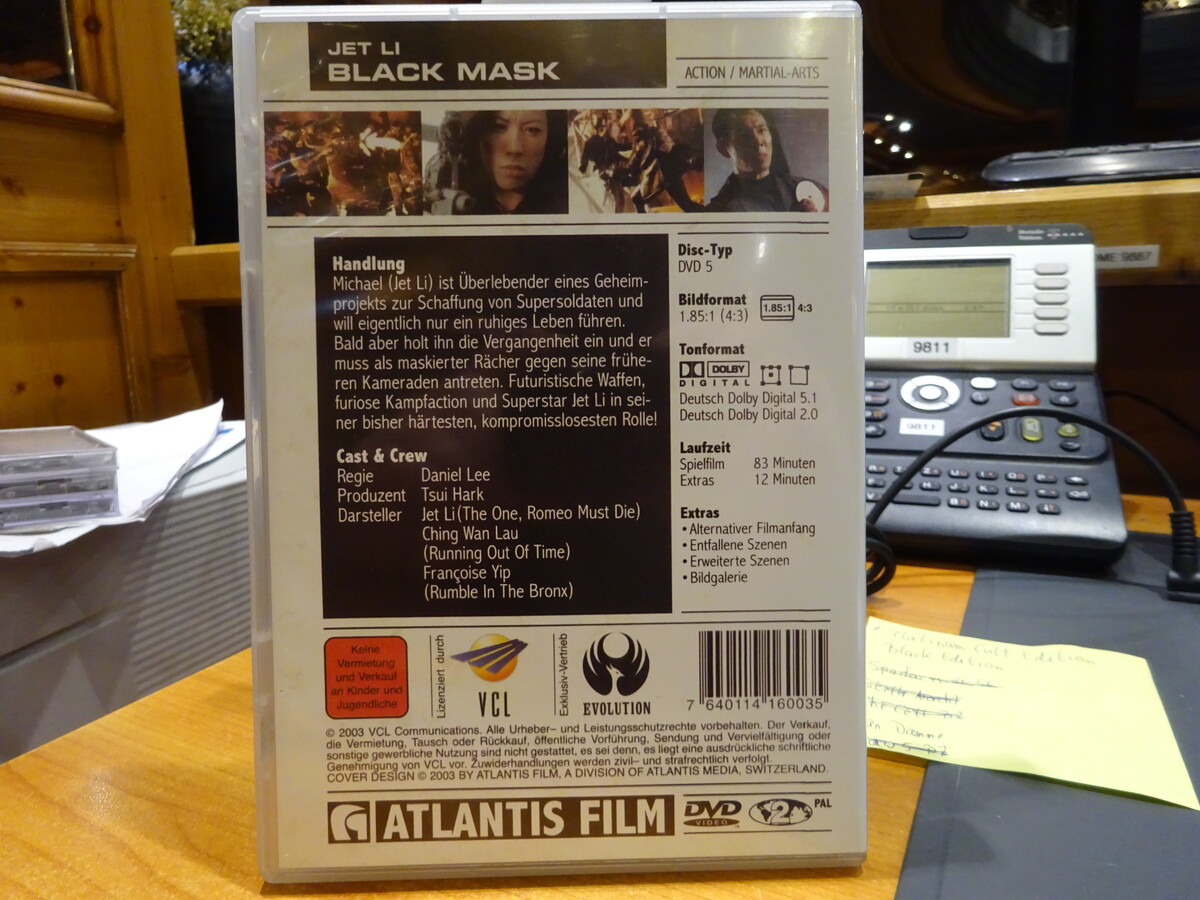 JET LI
BLACK MASK
ACTION / MARTIAL-ARTS
Handlung
Michael (Jet Li) ist Überlebender eines Geheim-
projekts zur Schaffung von Supersoldaten und
will eigentlich nur ein ruhiges Leben führen.
Bald aber holt ihn die Vergangenheit ein und er
muss als maskierter Rächer gegen seine frühe-
ren Kameraden antreten. Futuristische Waffen,
furiose Kampfaction und Superstar Jet Li in sei-
ner bisher härtesten, kompromisslosesten Rolle!
Cast & Crew
Regie Daniel Lee
Produzent Tsui Hark
Darsteller Jet Li(The One, Romeo Must Die)
Ching Wan Lau
(Running Out Of Time)
Françoise Yip
(Rumble In The Bronx)
Disc-Typ
DVD 5
Bildformat
1.85:1 (4:3) 1.85:1 4:3
Tonformat
DOLBY
DIGITAL
Deutsch Dolby Digital 5.1
Deutsch Dolby Digital 2.0
Laufzeit
Spielfilm 83 Minuten
Extras 12 Minuten
Extras
• Alternativer Filmanfang
• Entfallene Szenen
• Erweiterte Szenen
• Bildgalerie
Keine
Vermietung
und Verkauf
an Kinder und
Jugendliche
Lizenziert durch
VCL
Exklusiv-Vertrieb
EVOLUTION
7 640114 160035
© 2003 VCL Communications. Alle Urheber- und Leistungsschutzrechte vorbehalten. Der Verkauf,
die Vermietung, Tausch oder Rückkauf, öffentliche Vorführung, Sendung und Vervielfältigung oder
sonstige gewerbliche Nutzung sind nicht gestattet, es sei denn, es liegt eine ausdrückliche schriftliche
Genehmigung von VCL vor. Zuwiderhandlungen werden zivil- und strafrechtlich verfolgt.
COVER DESIGN © 2003 BY ATLANTIS FILM, A DIVISION OF ATLANTIS MEDIA, SWITZERLAND.
ATLANTIS FILM
DVD
VIDEO
2
PAL
9887
9811
9811
Platinum Cult Edition
Black Edition